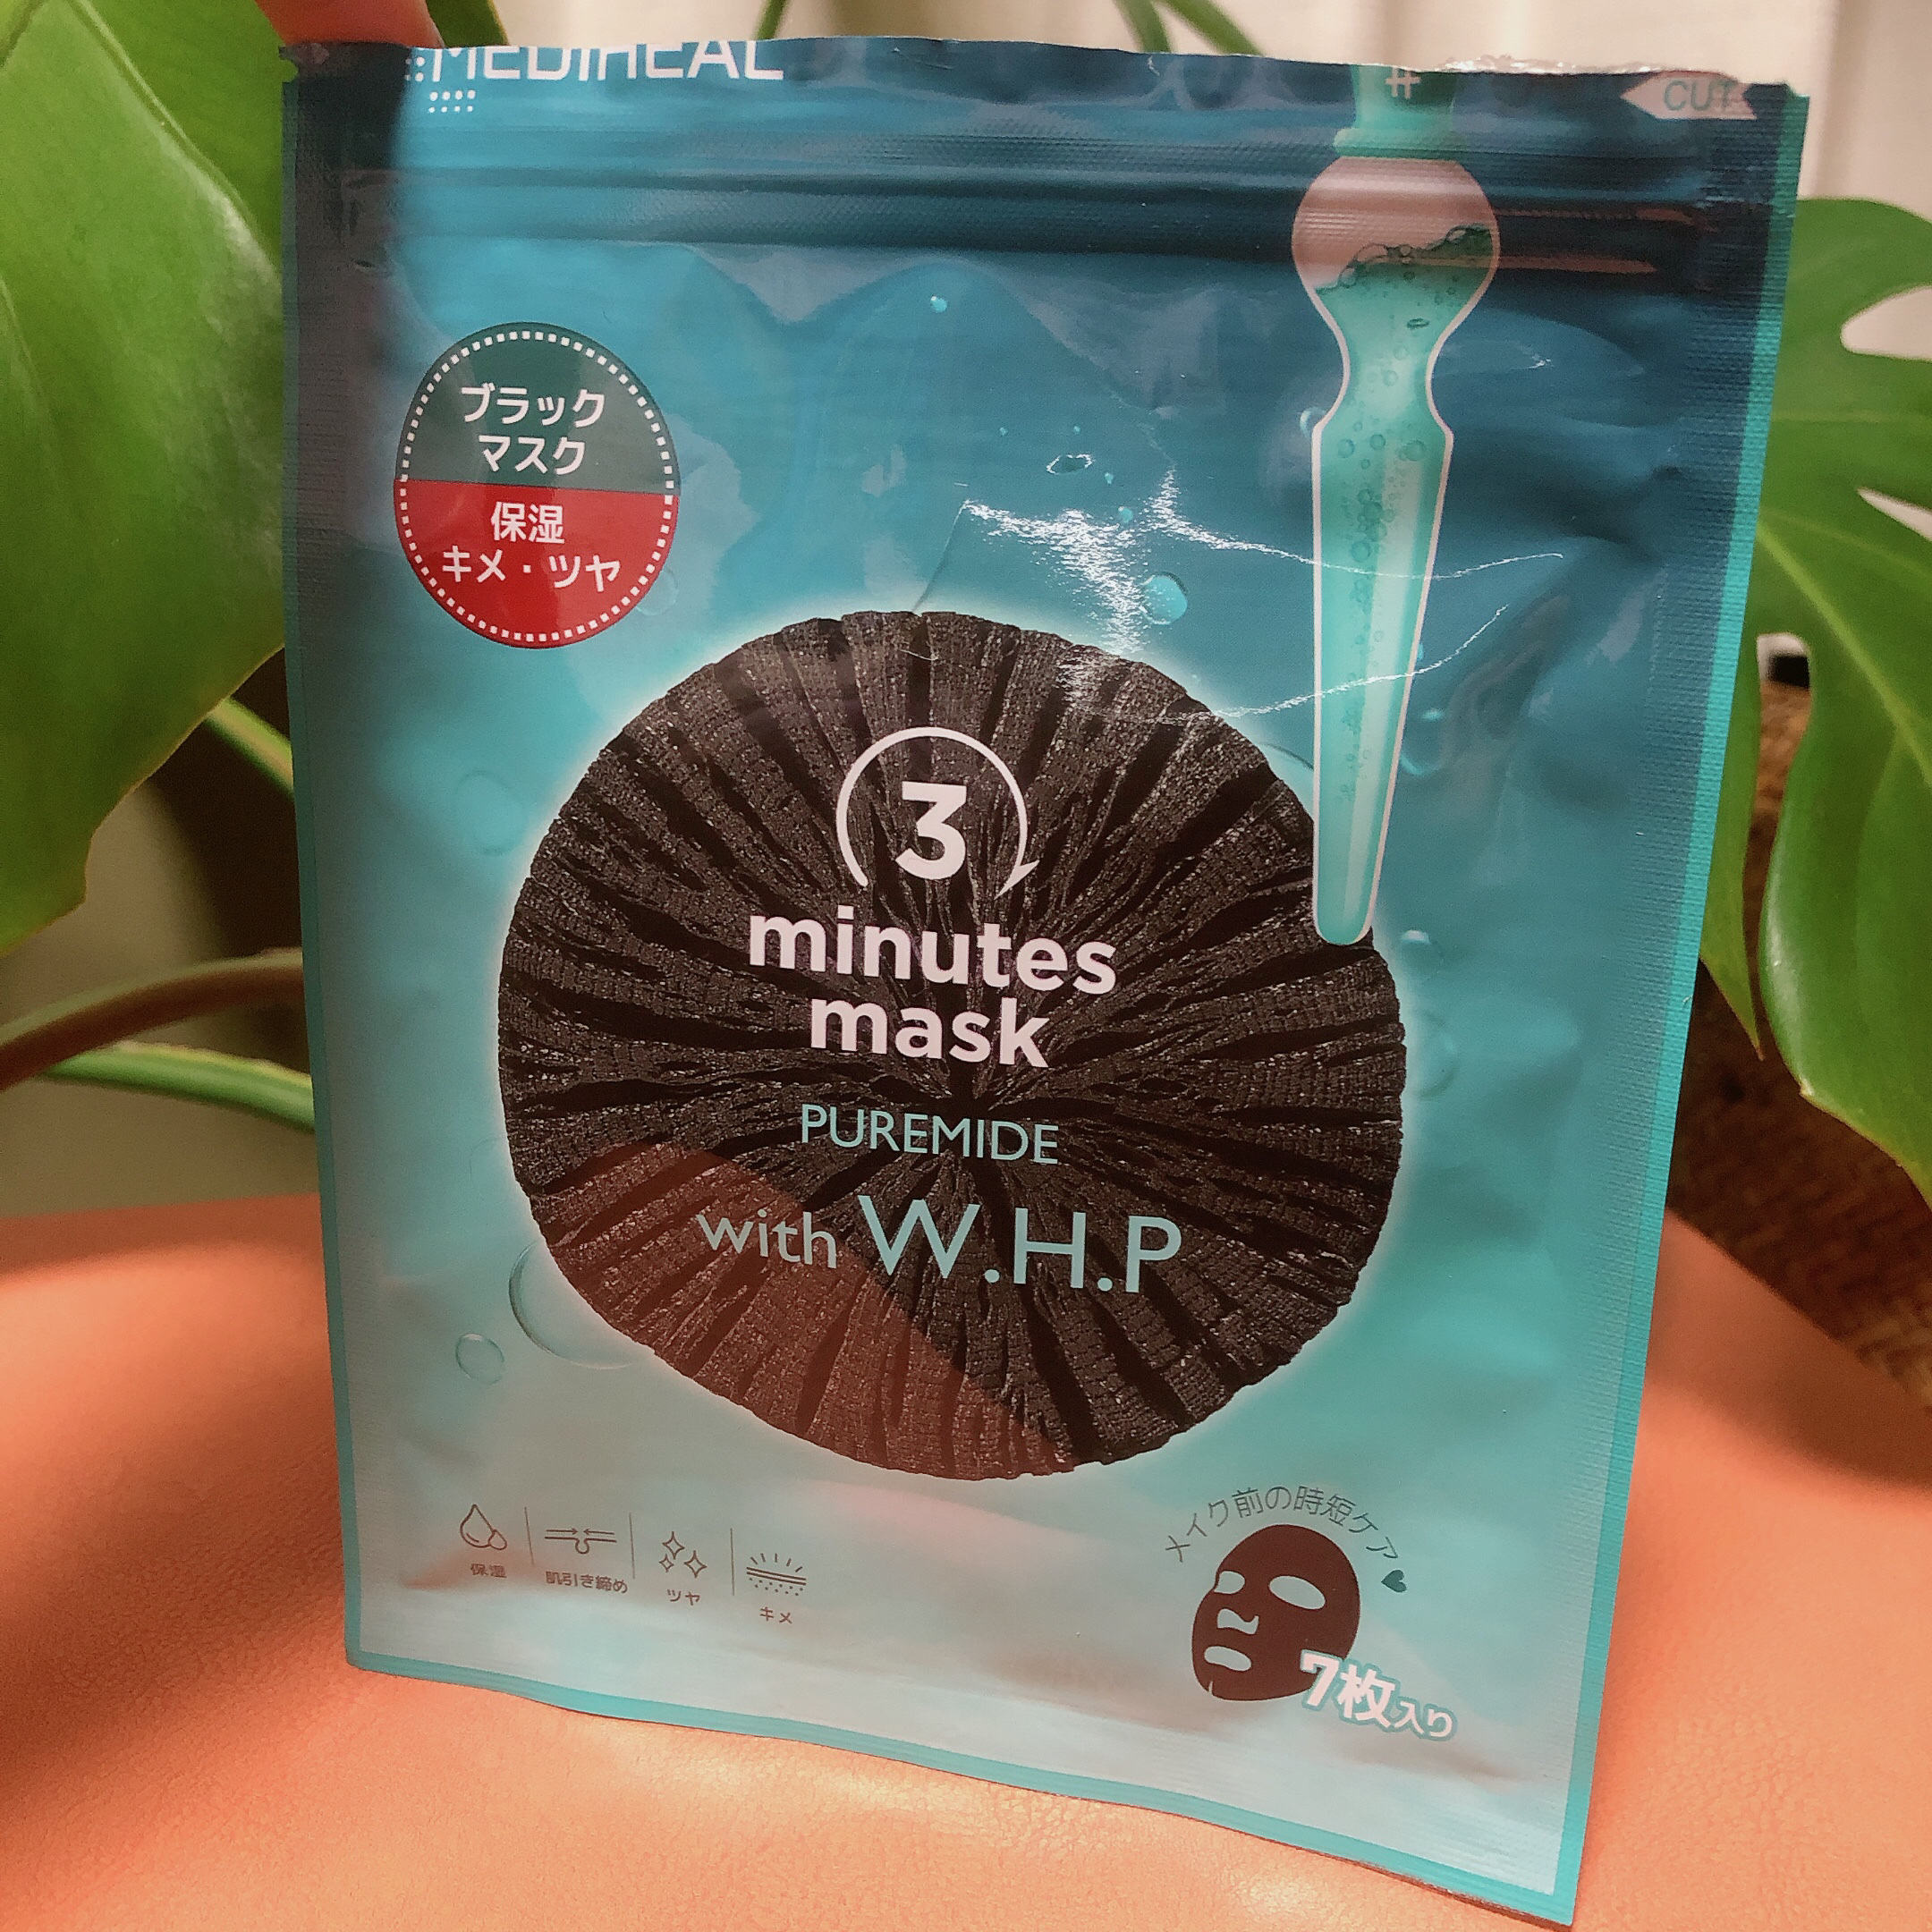 MEDIHEAL
#
CUT
ブラック
マスク
保湿
キメ・ツヤ
3
minutes
mask
PUREMIDE
with W.H.P
保湿
肌引き締め
ツヤ
キメ
メイク前の時短ケア♥
7枚入り